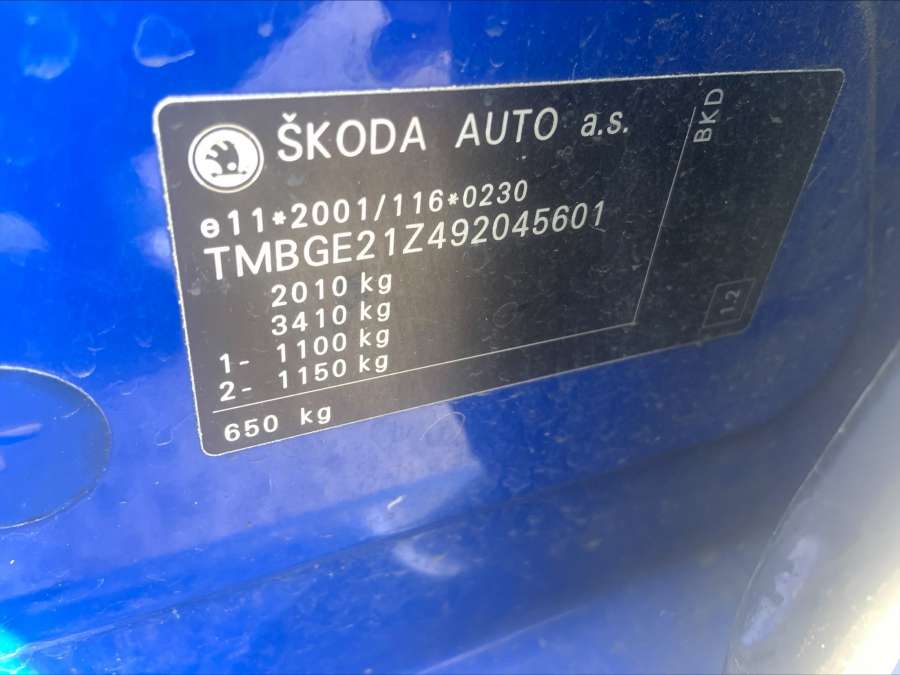 ŠKODA AUTO a.s.
BKD
e11*2001/116*0230
TMBGE21Z492045601
2010 kg
3410 kg
1- 1100 kg
2- 1150 kg
650 kg
1.2